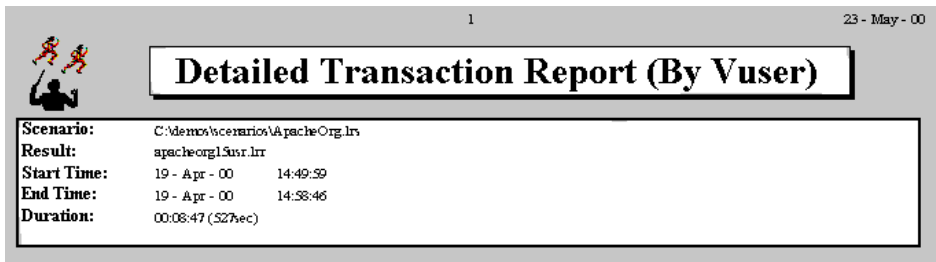 1 23 - May - 00
Detailed Transaction Report (By Vuser)
Scenario: C:\demos\scenarios\ApacheOrg.lrs
Result: apacheorg15usr.lrr
Start Time: 19 - Apr - 00 14:49:59
End Time: 19 - Apr - 00 14:58:46
Duration: 00:08:47 (527sec)